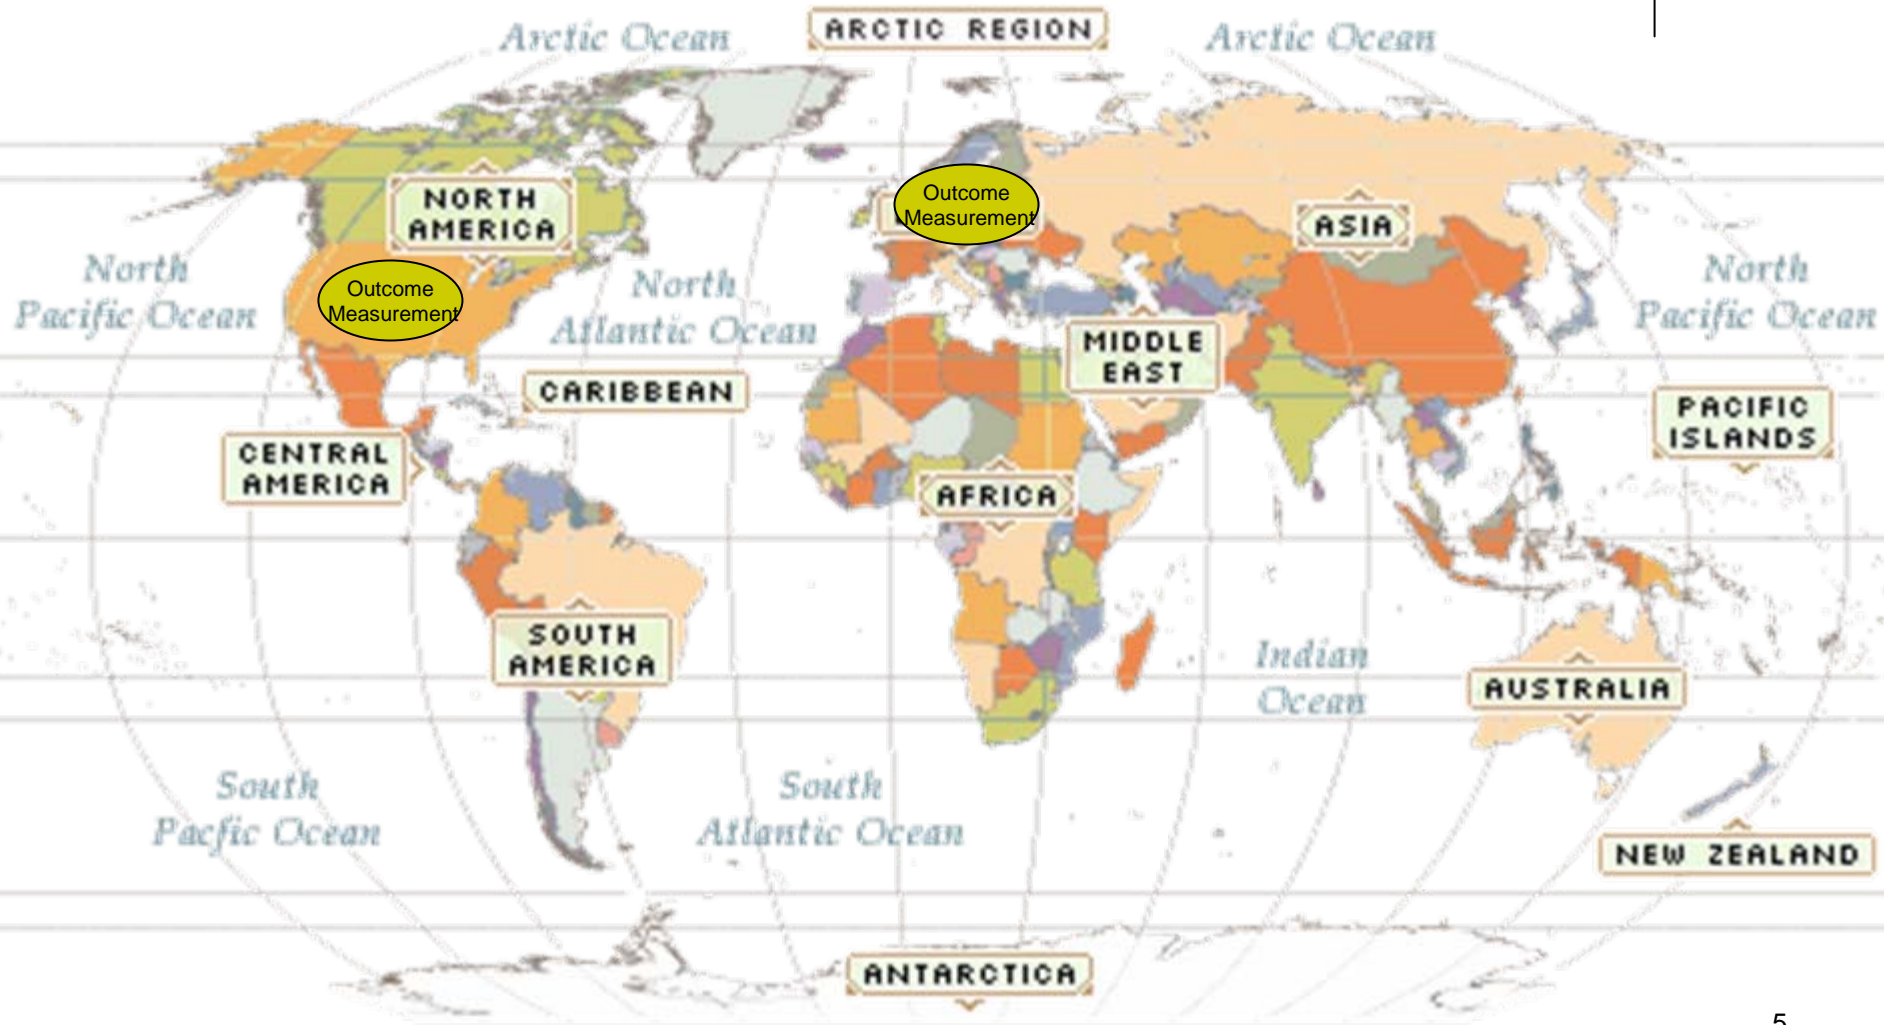 Arctic Ocean
ARCTIC REGION
Arctic Ocean
NORTH
AMERICA
Outcome
Measurement
ASIA
North
Pacific Ocean
Outcome
Measurement
North
Atlantic Ocean
North
Pacific Ocean
MIDDLE
EAST
CARIBBEAN
PACIFIC
ISLANDS
CENTRAL
AMERICA
AFRICA
SOUTH
AMERICA
Indian
Ocean
AUSTRALIA
South
Pacfic Ocean
South
Atlantic Ocean
NEW ZEALAND
ANTARCTICA
5